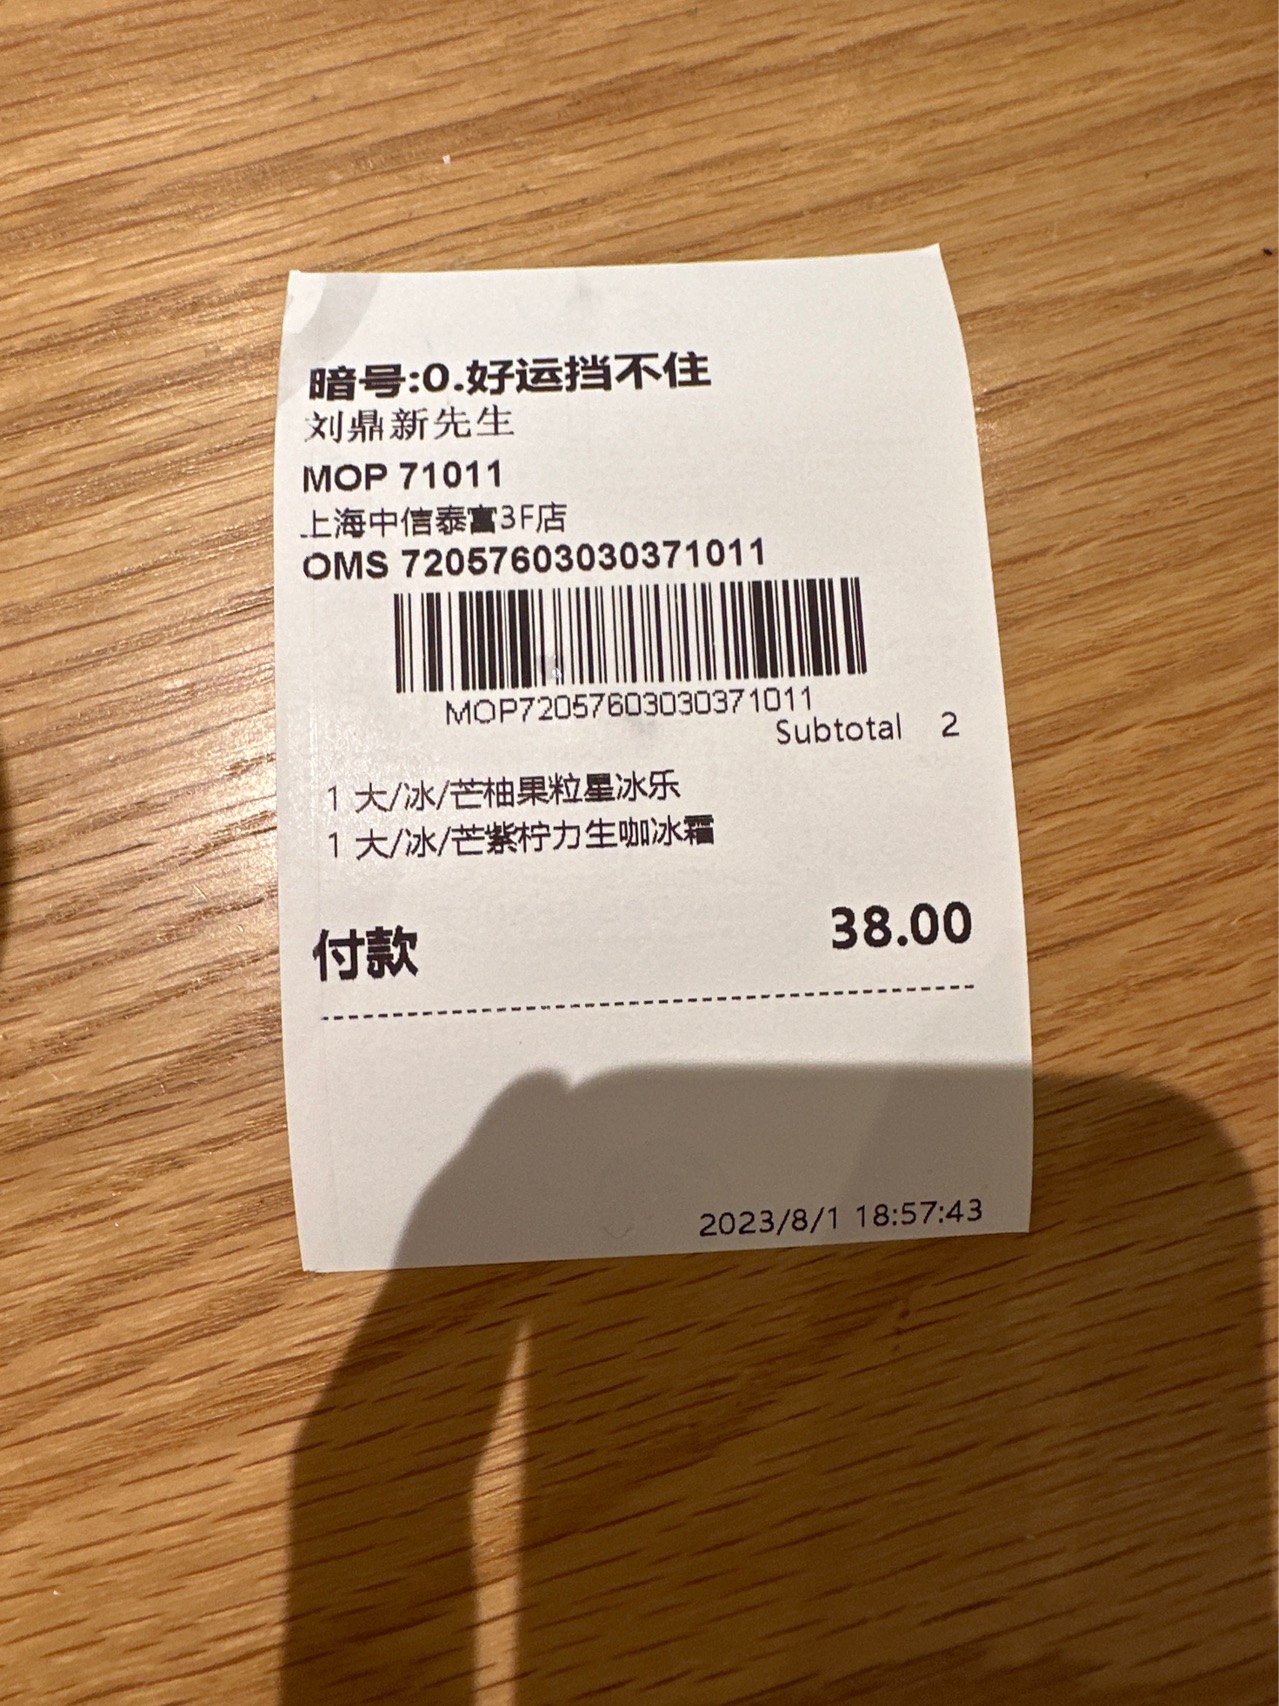 暗号:0.好运挡不住
刘鼎新先生
MOP 71011
上海中信泰富3F店
OMS 72057603030371011
MOP72057603030371011
Subtotal 2
1 大/冰/芒柚果粒星冰乐
1 大/冰/芒紫柠力生咖冰霜
付款 38.00
2023/8/1 18:57:43